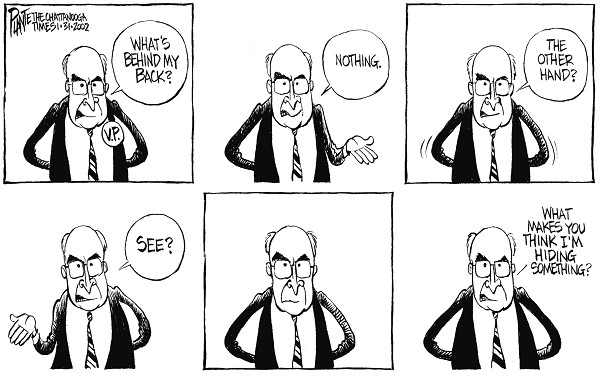 PLANTE THE CHATTANOOGA
TIMES 1·31·2002
WHAT'S
BEHIND MY
BACK?
V.P.
NOTHING.
THE
OTHER
HAND?
SEE?
WHAT
MAKES YOU
THINK I'M
HIDING
SOMETHING?